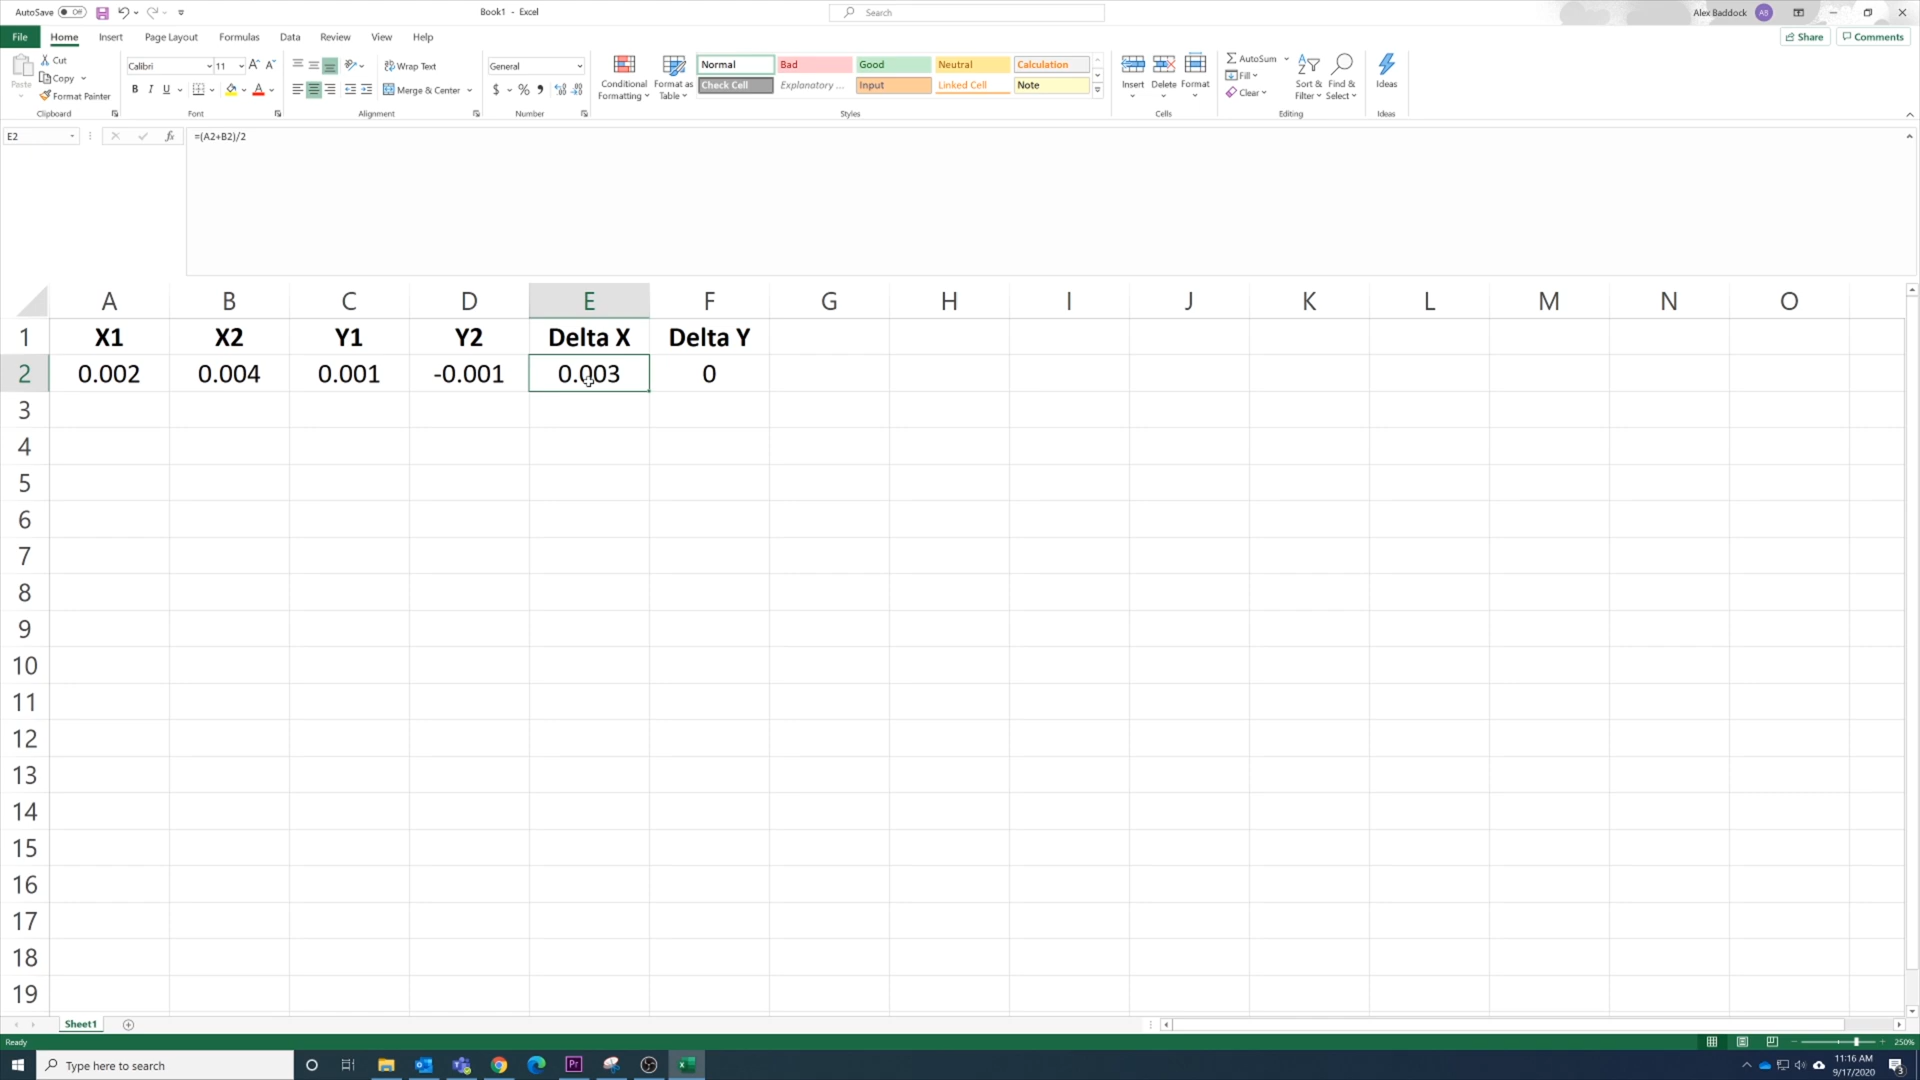 AutoSave Off Book1 - Excel Search Alex Baddock AB
File Home Insert Page Layout Formulas Data Review View Help Share Comments
Paste Cut Copy Format Painter Clipboard
Calibri 11 A A B I U A Font
Wrap Text Merge & Center Alignment
General $ % , Number
Conditional Formatting Format as Table
Normal Bad Good Neutral Calculation
Check Cell Explanatory ... Input Linked Cell Note
Styles
Insert Delete Format Cells
AutoSum Fill Clear Sort & Filter Find & Select Editing
Ideas Ideas
E2 fx =(A2+B2)/2
A B C D E F G H I J K L M N O
1 X1 X2 Y1 Y2 Delta X Delta Y
2 0.002 0.004 0.001 -0.001 0.003 0
3
4
5
6
7
8
9
10
11
12
13
14
15
16
17
18
19
Sheet1
Ready 250%
Type here to search Pr 11:16 AM
9/17/2020 3